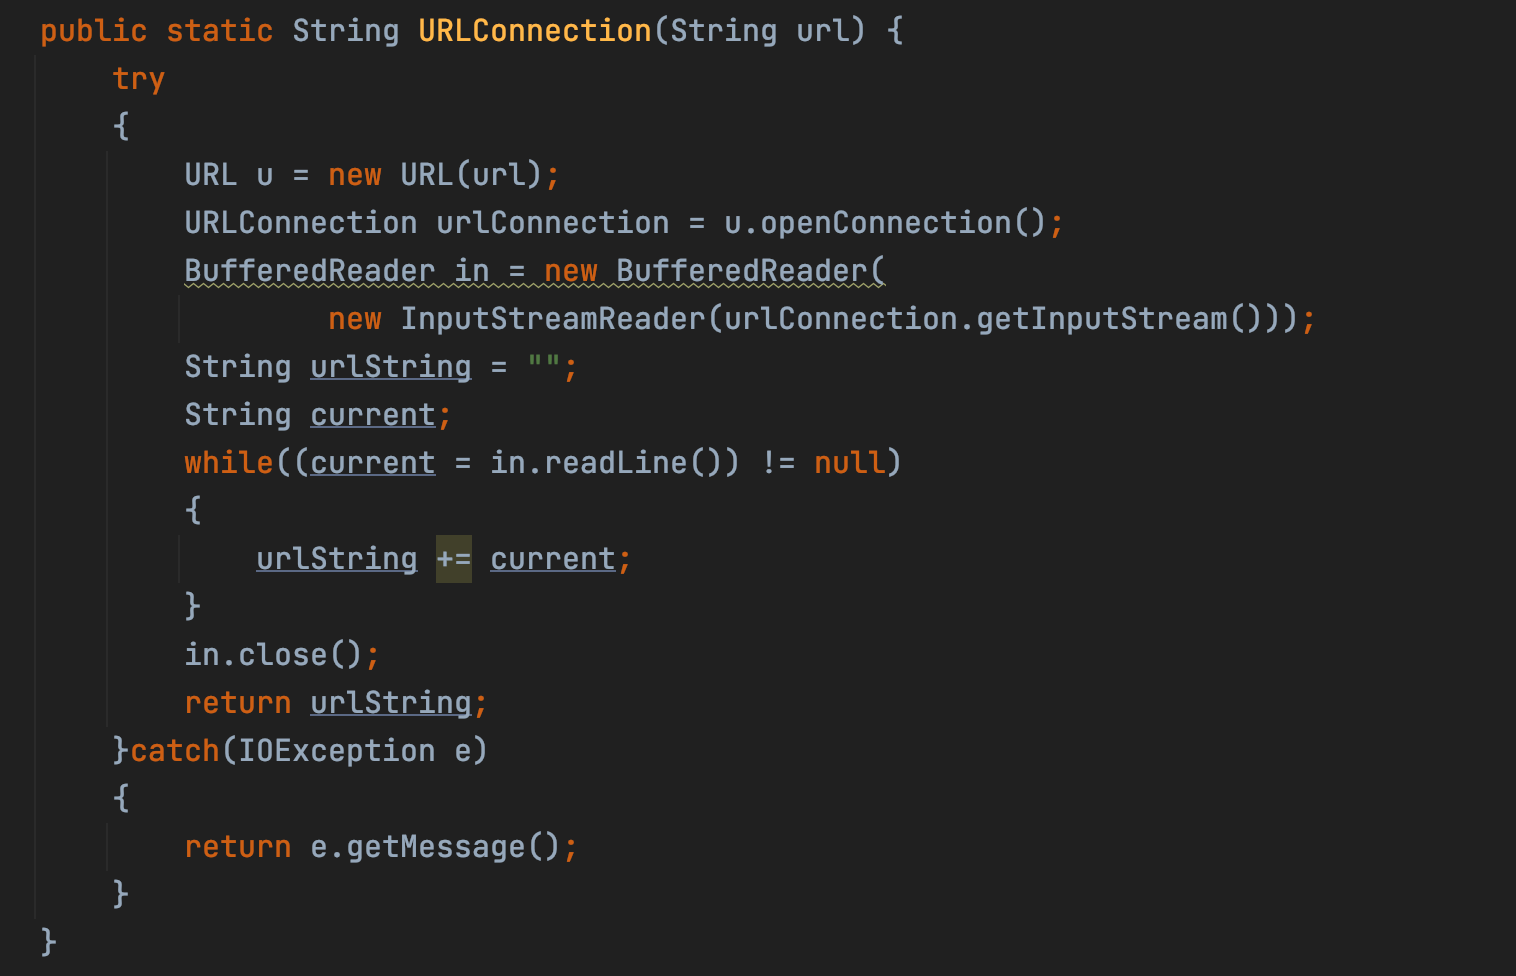 public static String URLConnection(String url) {
    try
    {
        URL u = new URL(url);
        URLConnection urlConnection = u.openConnection();
        BufferedReader in = new BufferedReader(
                new InputStreamReader(urlConnection.getInputStream()));
        String urlString = "";
        String current;
        while((current = in.readLine()) != null)
        {
            urlString += current;
        }
        in.close();
        return urlString;
    }catch(IOException e)
    {
        return e.getMessage();
    }
}